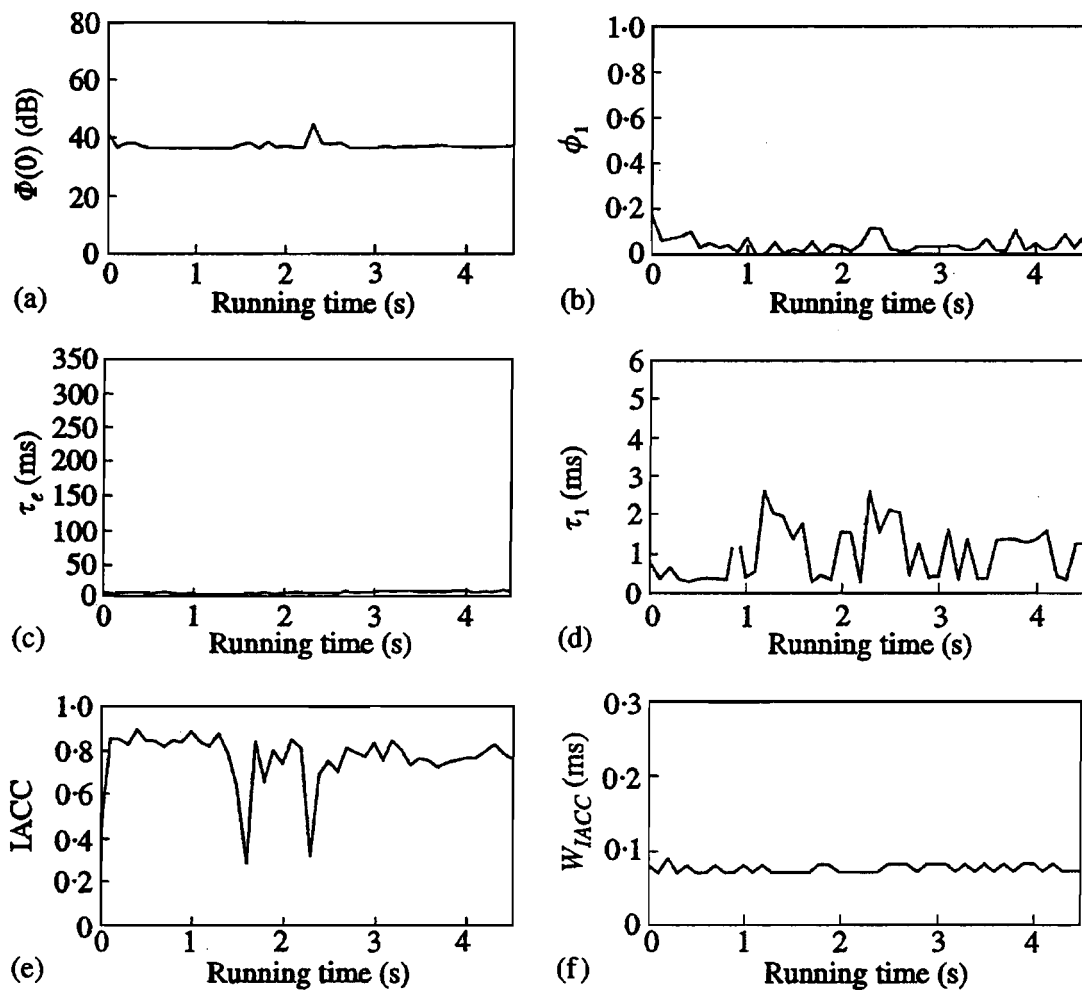 80
60
40
20
0
Φ(0) (dB)
0 1 2 3 4
Running time (s)
(a)
1·0
0·8
0·6
0·4
0·2
0
ϕ1
0 1 2 3 4
Running time (s)
(b)
350
300
250
200
150
100
50
0
τe (ms)
0 1 2 3 4
Running time (s)
(c)
6
5
4
3
2
1
0
τ1 (ms)
0 1 2 3 4
Running time (s)
(d)
1·0
0·8
0·6
0·4
0·2
0
IACC
0 1 2 3 4
Running time (s)
(e)
0·3
0·2
0·1
0
WIACC (ms)
0 1 2 3 4
Running time (s)
(f)